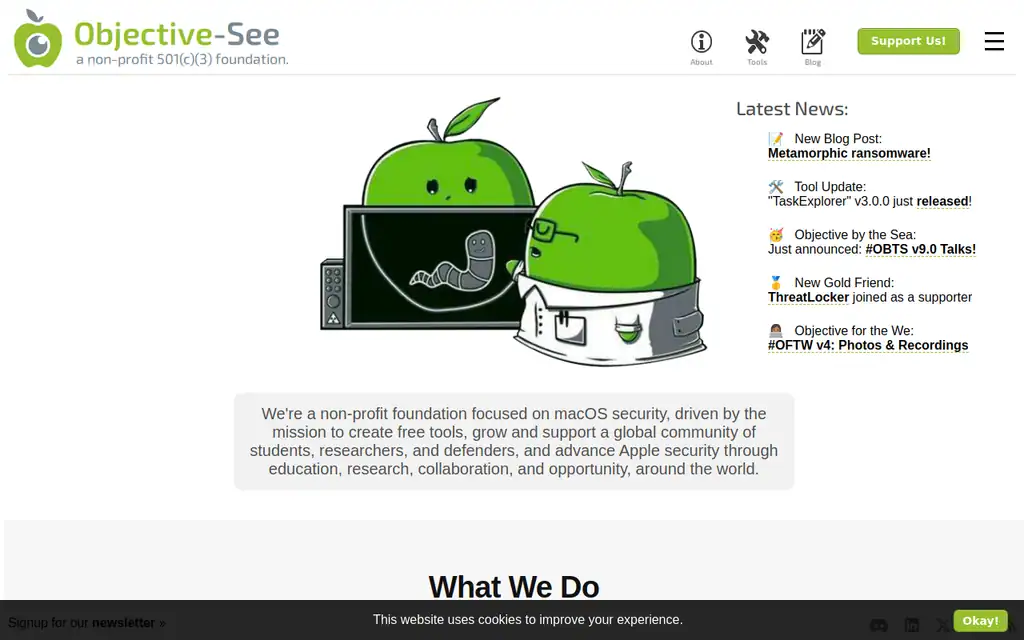 Objective-See
a non-profit 501(c)(3) foundation.
About
Tools
Blog
Support Us!
Latest News:
📝 New Blog Post:
Metamorphic ransomware!
🛠️ Tool Update:
"TaskExplorer" v3.0.0 just released!
🥳 Objective by the Sea:
Just announced: #OBTS v9.0 Talks!
🥇 New Gold Friend:
ThreatLocker joined as a supporter
👩🏽‍💻 Objective for the We:
#OFTW v4: Photos & Recordings
We're a non-profit foundation focused on macOS security, driven by the
mission to create free tools, grow and support a global community of
students, researchers, and defenders, and advance Apple security through
education, research, collaboration, and opportunity, around the world.
What We Do
Signup for our newsletter »
This website uses cookies to improve your experience.
Okay!